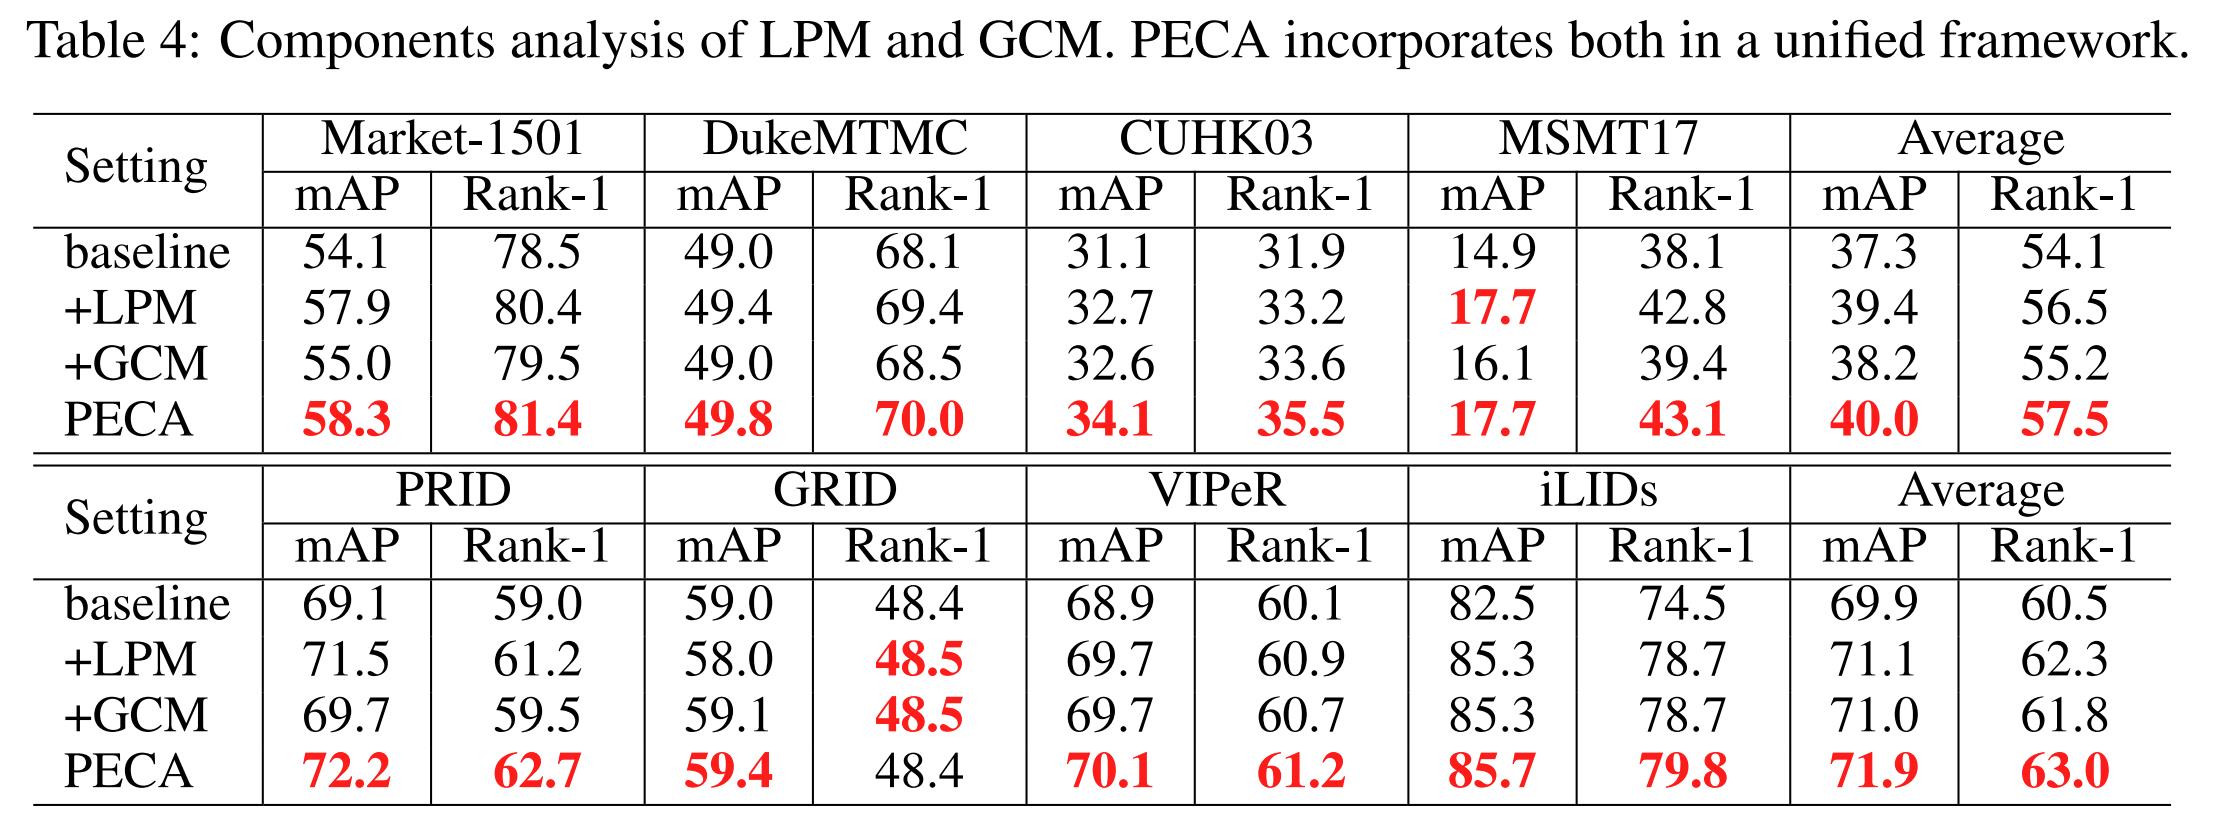 Table 4: Components analysis of LPM and GCM. PECA incorporates both in a unified framework.
Setting Market-1501 DukeMTMC CUHK03 MSMT17 Average
mAP Rank-1 mAP Rank-1 mAP Rank-1 mAP Rank-1 mAP Rank-1
baseline 54.1 78.5 49.0 68.1 31.1 31.9 14.9 38.1 37.3 54.1
+LPM 57.9 80.4 49.4 69.4 32.7 33.2 17.7 42.8 39.4 56.5
+GCM 55.0 79.5 49.0 68.5 32.6 33.6 16.1 39.4 38.2 55.2
PECA 58.3 81.4 49.8 70.0 34.1 35.5 17.7 43.1 40.0 57.5
Setting PRID GRID VIPeR iLIDs Average
mAP Rank-1 mAP Rank-1 mAP Rank-1 mAP Rank-1 mAP Rank-1
baseline 69.1 59.0 59.0 48.4 68.9 60.1 82.5 74.5 69.9 60.5
+LPM 71.5 61.2 58.0 48.5 69.7 60.9 85.3 78.7 71.1 62.3
+GCM 69.7 59.5 59.1 48.5 69.7 60.7 85.3 78.7 71.0 61.8
PECA 72.2 62.7 59.4 48.4 70.1 61.2 85.7 79.8 71.9 63.0